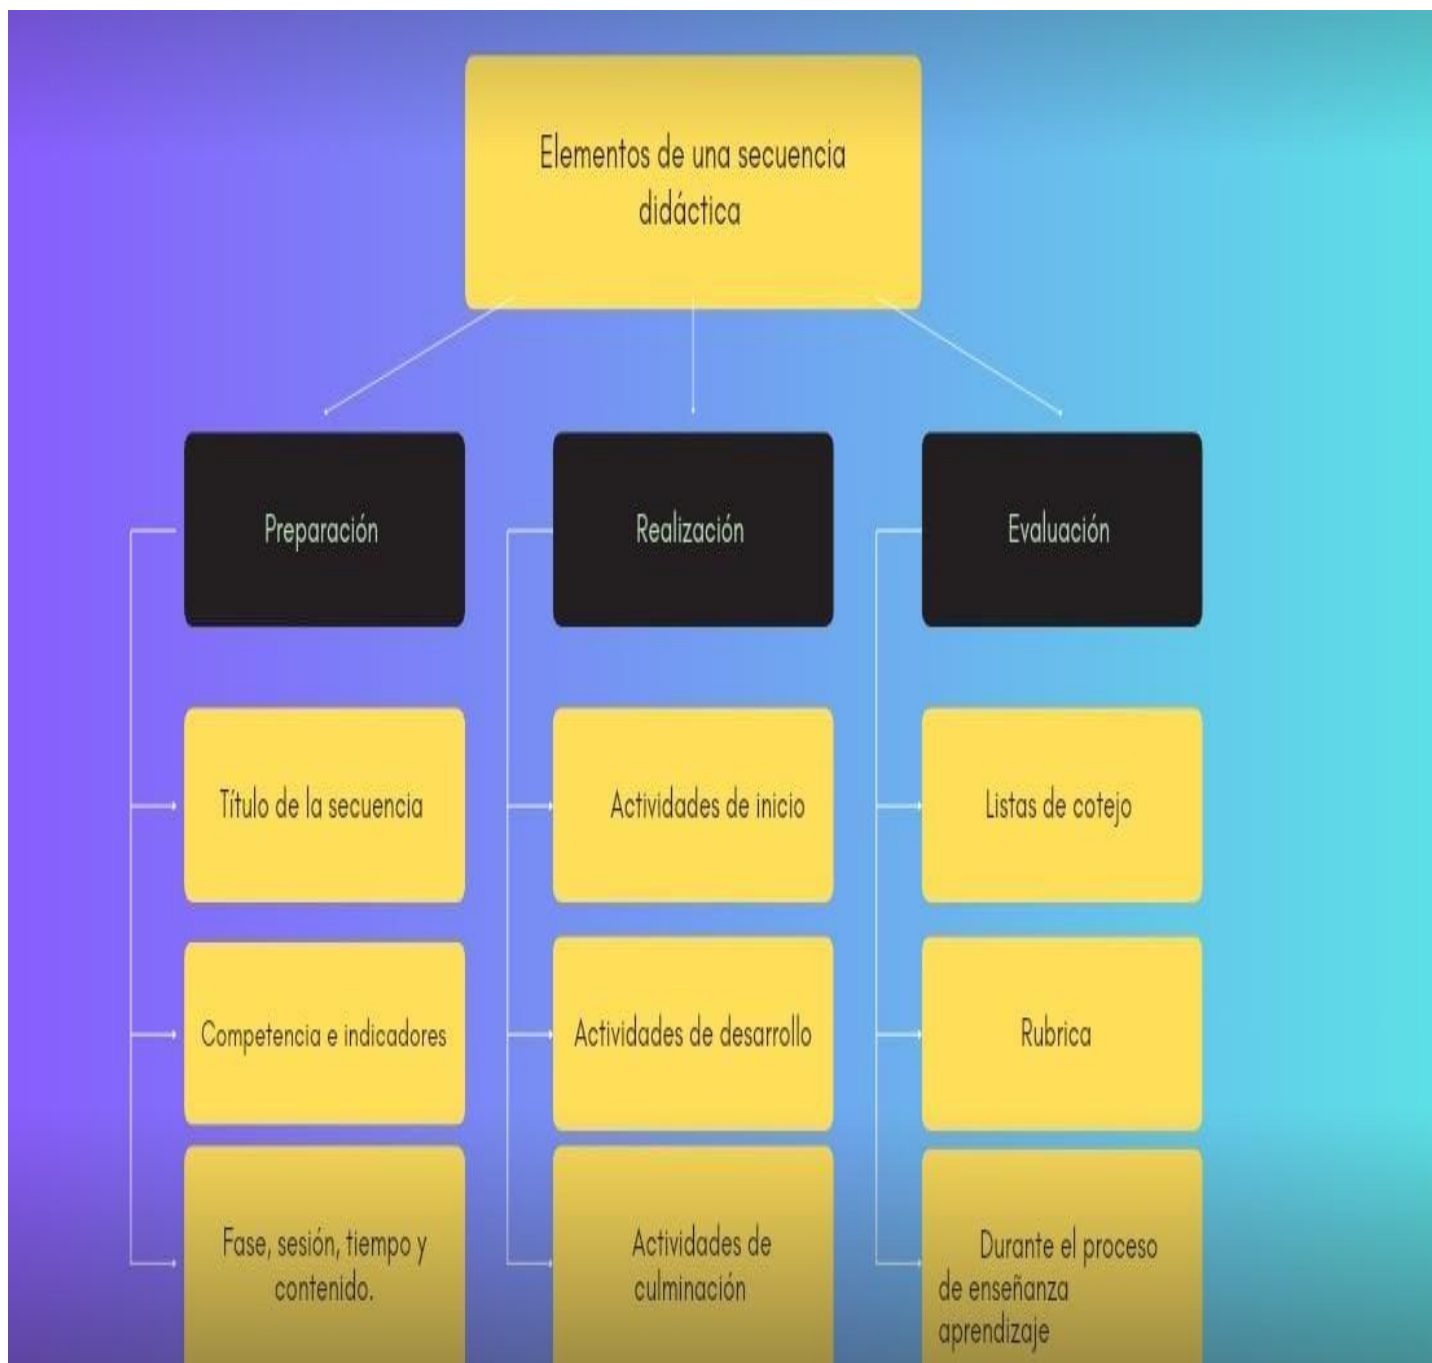 Elementos de una secuencia
didáctica
Preparación
Realización
Evaluación
Título de la secuencia
Actividades de inicio
Listas de cotejo
Competencia e indicadores
Actividades de desarrollo
Rubrica
Fase, sesión, tiempo y
contenido.
Actividades de
culminación
Durante el proceso
de enseñanza
aprendizaje